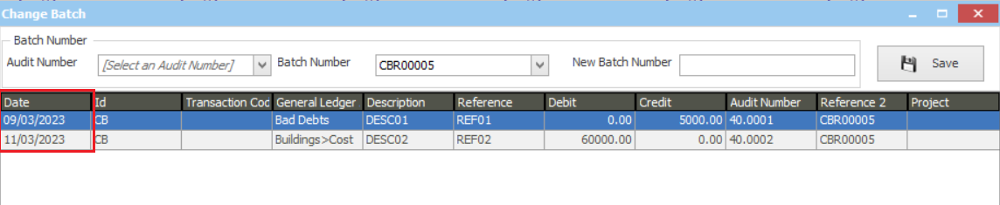 Change Batch
Batch Number
Audit Number [Select an Audit Number] Batch Number CBR00005 New Batch Number Save
Date Id Transaction Cod General Ledger Description Reference Debit Credit Audit Number Reference 2 Project
09/03/2023 CB Bad Debts DESC01 REF01 0.00 5000.00 40.0001 CBR00005
11/03/2023 CB Buildings>Cost DESC02 REF02 60000.00 0.00 40.0002 CBR00005